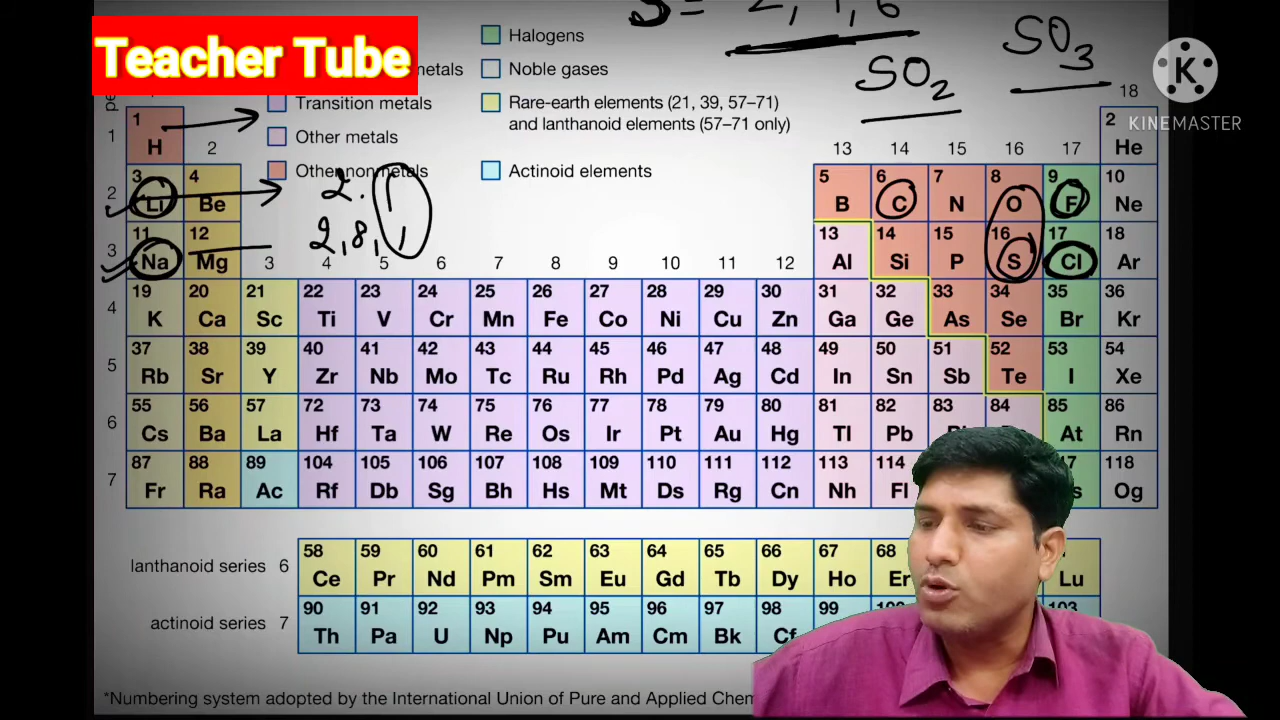 S = 2, 4, 6
SO2
SO3
Teacher Tube
Halogens
metals
Noble gases
Transition metals
Rare-earth elements (21, 39, 57–71)
and lanthanoid elements (57–71 only)
Other metals
Other nonmetals
Actinoid elements
KINEMASTER
K
2. 1
2,8,1
18
1 1 2
H 2 13 14 15 16 17 He
2 3 4 5 6 7 8 9 10
Li Be B C N O F Ne
3 11 12 13 14 15 16 17 18
Na Mg 3 4 5 6 7 8 9 10 11 12 Al Si P S Cl Ar
4 19 20 21 22 23 24 25 26 27 28 29 30 31 32 33 34 35 36
K Ca Sc Ti V Cr Mn Fe Co Ni Cu Zn Ga Ge As Se Br Kr
5 37 38 39 40 41 42 43 44 45 46 47 48 49 50 51 52 53 54
Rb Sr Y Zr Nb Mo Tc Ru Rh Pd Ag Cd In Sn Sb Te I Xe
6 55 56 57 72 73 74 75 76 77 78 79 80 81 82 83 84 85 86
Cs Ba La Hf Ta W Re Os Ir Pt Au Hg Tl Pb At Rn
7 87 88 89 104 105 106 107 108 109 110 111 112 113 114 118
Fr Ra Ac Rf Db Sg Bh Hs Mt Ds Rg Cn Nh Fl Og
58 59 60 61 62 63 64 65 66 67 68
lanthanoid series 6 Ce Pr Nd Pm Sm Eu Gd Tb Dy Ho Er Lu
90 91 92 93 94 95 96 97 98 99
actinoid series 7 Th Pa U Np Pu Am Cm Bk Cf
*Numbering system adopted by the International Union of Pure and Applied Chem